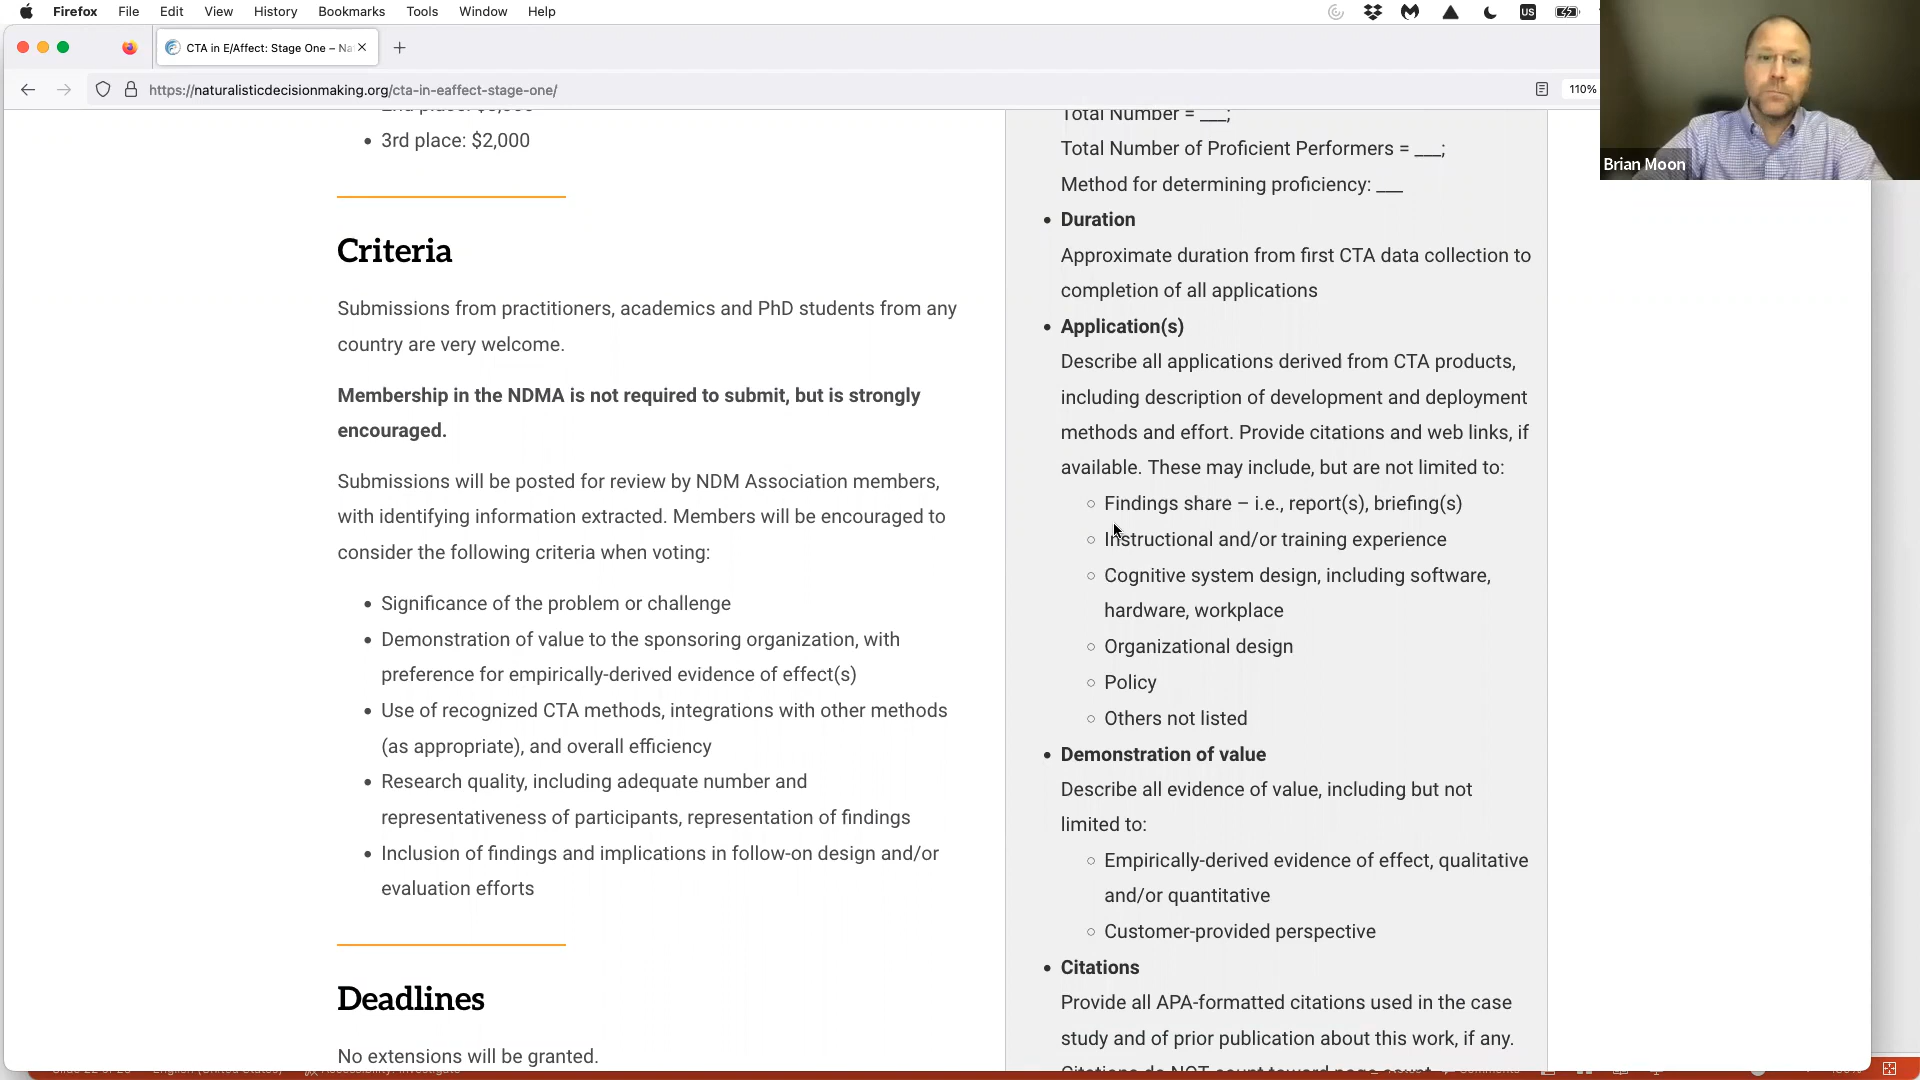 Firefox File Edit View History Bookmarks Tools Window Help
US
CTA in E/Affect: Stage One – Na
https://naturalisticdecisionmaking.org/cta-in-eaffect-stage-one/
110%
Brian Moon
3rd place: $2,000
Criteria
Submissions from practitioners, academics and PhD students from any
country are very welcome.
Membership in the NDMA is not required to submit, but is strongly
encouraged.
Submissions will be posted for review by NDM Association members,
with identifying information extracted. Members will be encouraged to
consider the following criteria when voting:
Significance of the problem or challenge
Demonstration of value to the sponsoring organization, with
preference for empirically-derived evidence of effect(s)
Use of recognized CTA methods, integrations with other methods
(as appropriate), and overall efficiency
Research quality, including adequate number and
representativeness of participants, representation of findings
Inclusion of findings and implications in follow-on design and/or
evaluation efforts
Deadlines
No extensions will be granted.
Total Number = ___;
Total Number of Proficient Performers = ___;
Method for determining proficiency: ___
Duration
Approximate duration from first CTA data collection to
completion of all applications
Application(s)
Describe all applications derived from CTA products,
including description of development and deployment
methods and effort. Provide citations and web links, if
available. These may include, but are not limited to:
Findings share – i.e., report(s), briefing(s)
Instructional and/or training experience
Cognitive system design, including software,
hardware, workplace
Organizational design
Policy
Others not listed
Demonstration of value
Describe all evidence of value, including but not
limited to:
Empirically-derived evidence of effect, qualitative
and/or quantitative
Customer-provided perspective
Citations
Provide all APA-formatted citations used in the case
study and of prior publication about this work, if any.